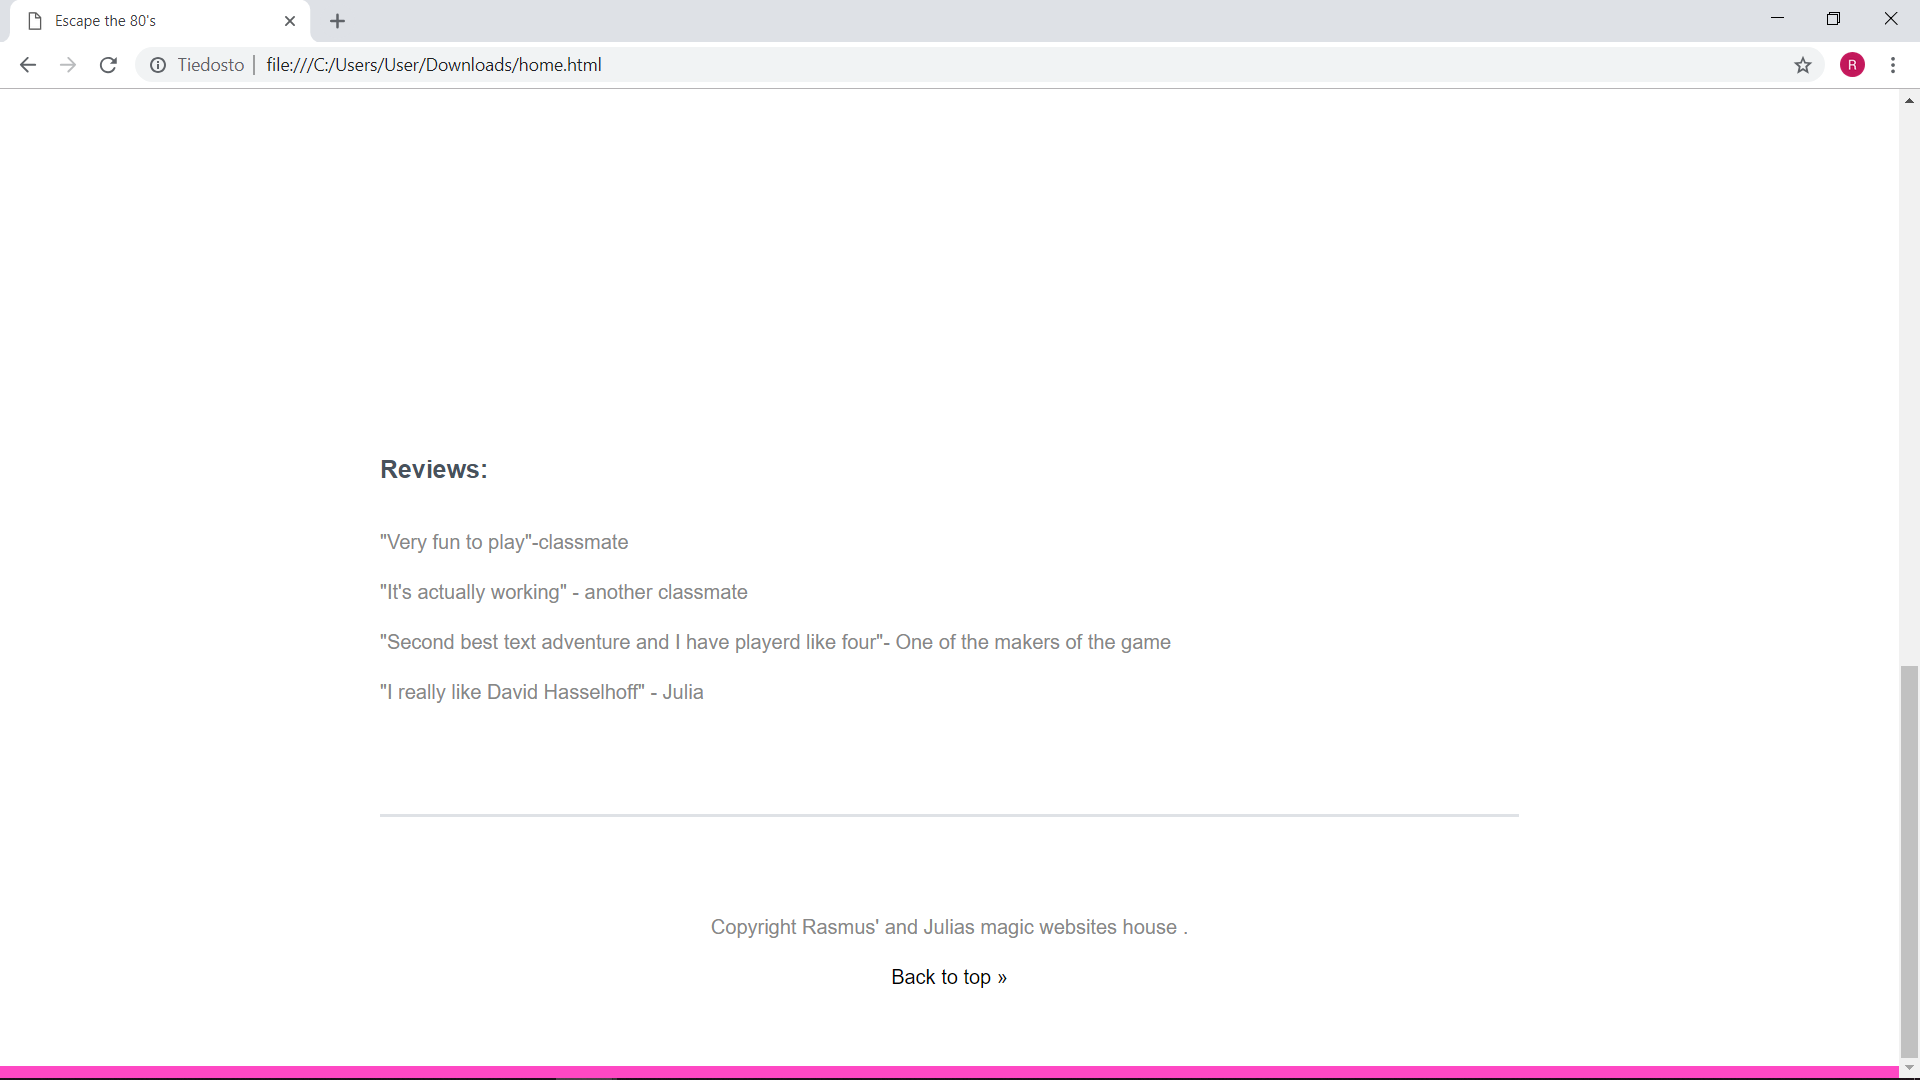 Escape the 80's
Tiedosto | file:///C:/Users/User/Downloads/home.html
R
Reviews:
"Very fun to play"-classmate
"It's actually working" - another classmate
"Second best text adventure and I have playerd like four"- One of the makers of the game
"I really like David Hasselhoff" - Julia
Copyright Rasmus' and Julias magic websites house .
Back to top »